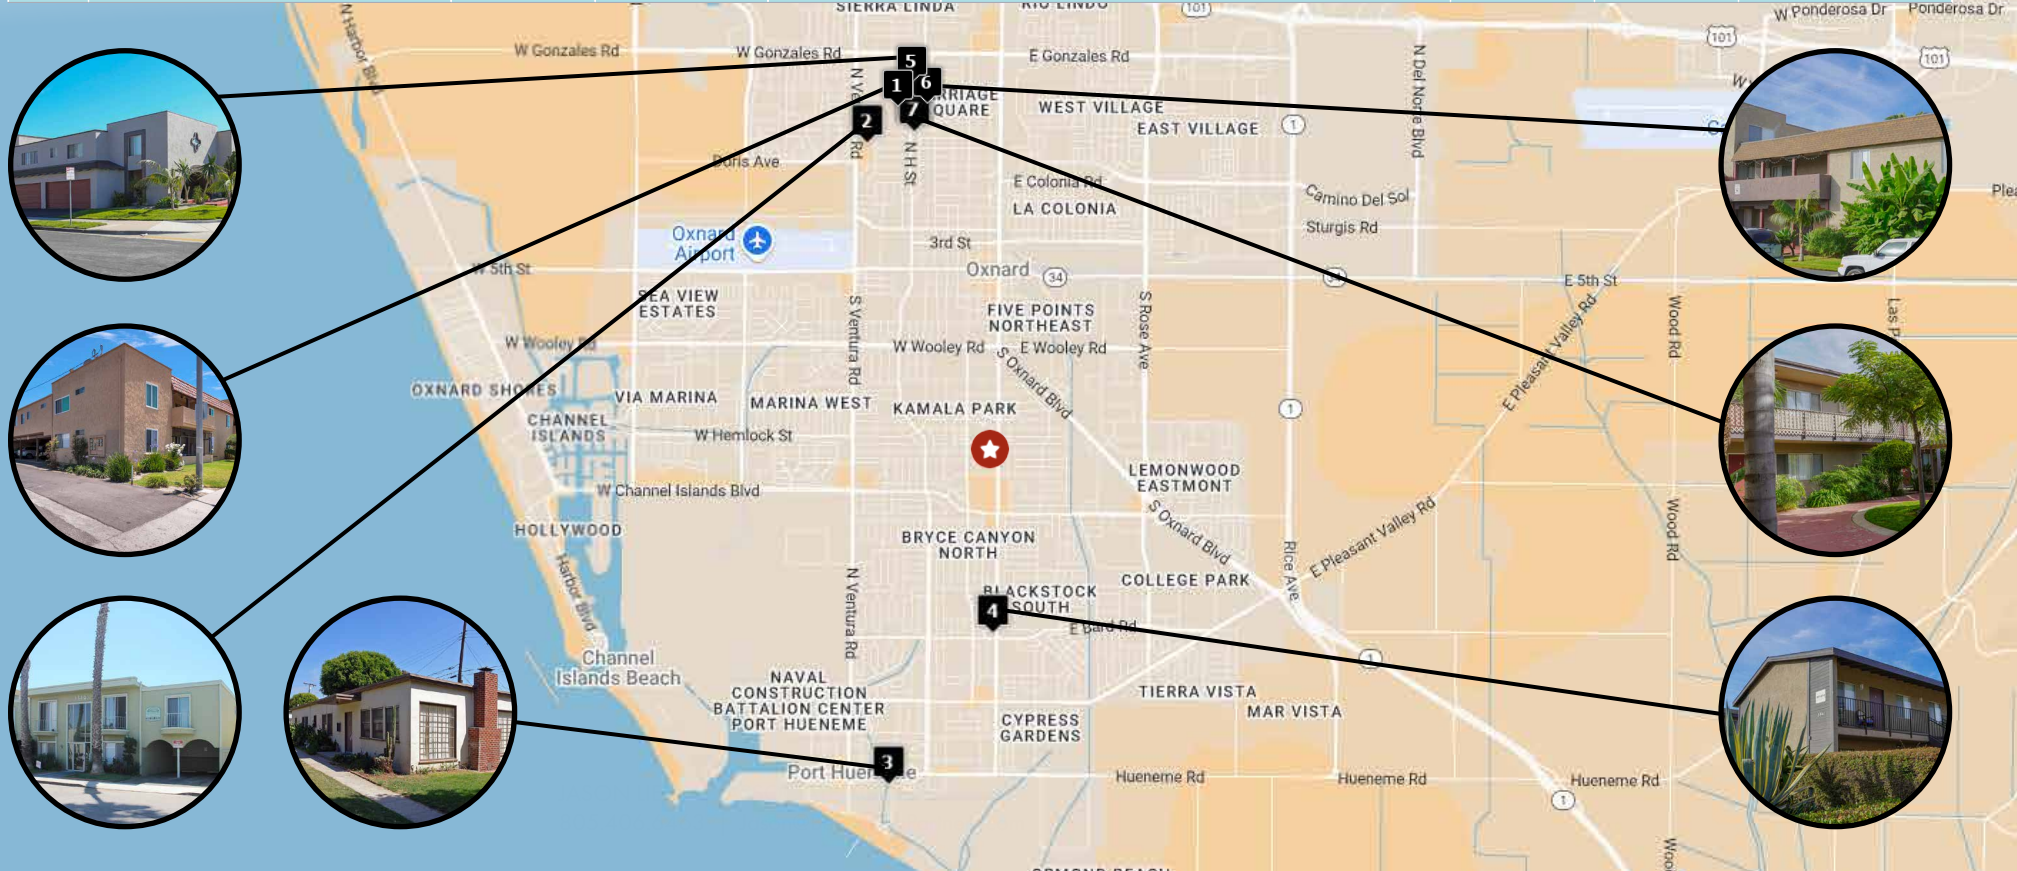 SIERRA LINDA
RIO LINDO
101
W Ponderosa Dr
Ponderosa Dr
N Harbor Blvd
W Gonzales Rd
W Gonzales Rd
E Gonzales Rd
101
101
5
1
6
2
7
QUARE
WEST VILLAGE
EAST VILLAGE
1
N Del Norte Blvd
Doris Ave
Rd
N H St
E Colonia Rd
LA COLONIA
Camino Del Sol
Sturgis Rd
Oxnard
Airport
3rd St
Oxnard
34
34
W 5th St
E 5th St
SEA VIEW
ESTATES
S Ventura Rd
FIVE POINTS
NORTHEAST
S Rose Ave
W Wooley Rd
W Wooley Rd
E Wooley Rd
S Oxnard Blvd
E Pleasant Valley Rd
Wood Rd
OXNARD SHORES
VIA MARINA
MARINA WEST
KAMALA PARK
1
CHANNEL
ISLANDS
W Hemlock St
LEMONWOOD
EASTMONT
W Channel Islands Blvd
HOLLYWOOD
S Oxnard Blvd
E Pleasant Valley Rd
Wood Rd
BRYCE CANYON
NORTH
Harbor Blvd
N Ventura Rd
COLLEGE PARK
Rice Ave
BLACKSTOCK
SOUTH
4
E Bard Rd
1
Channel
Islands Beach
NAVAL
CONSTRUCTION
BATTALION CENTER
PORT HUENEME
TIERRA VISTA
MAR VISTA
CYPRESS
GARDENS
3
Port Hueneme
Hueneme Rd
Hueneme Rd
Hueneme Rd
1
ORMOND BEACH